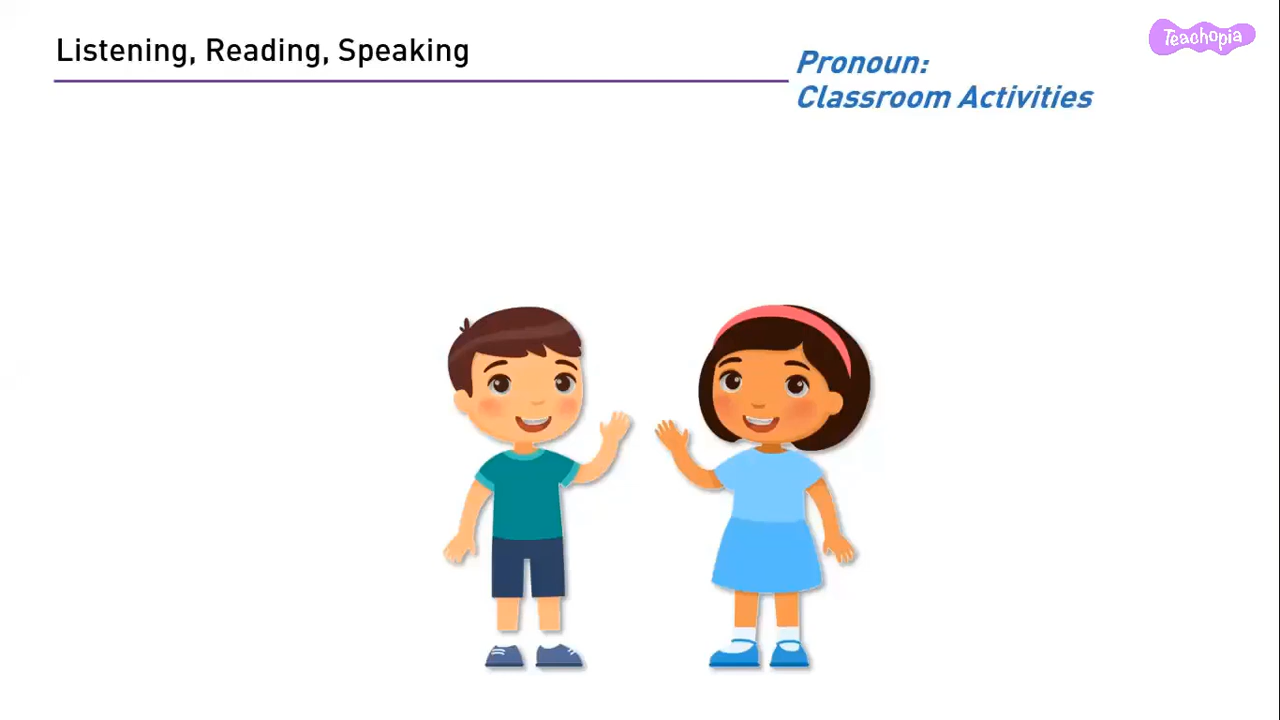 Listening, Reading, Speaking
Teachopia
Pronoun:
Classroom Activities